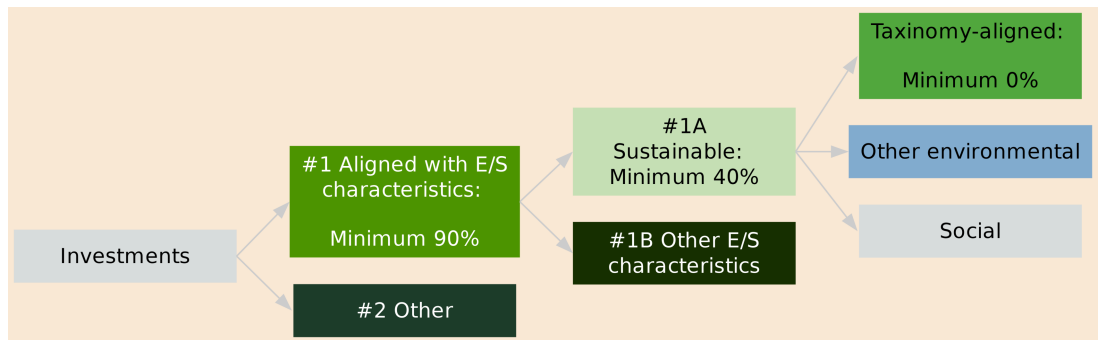 Investments
#1 Aligned with E/S
characteristics:
Minimum 90%
#2 Other
#1A
Sustainable:
Minimum 40%
#1B Other E/S
characteristics
Taxinomy-aligned:
Minimum 0%
Other environmental
Social